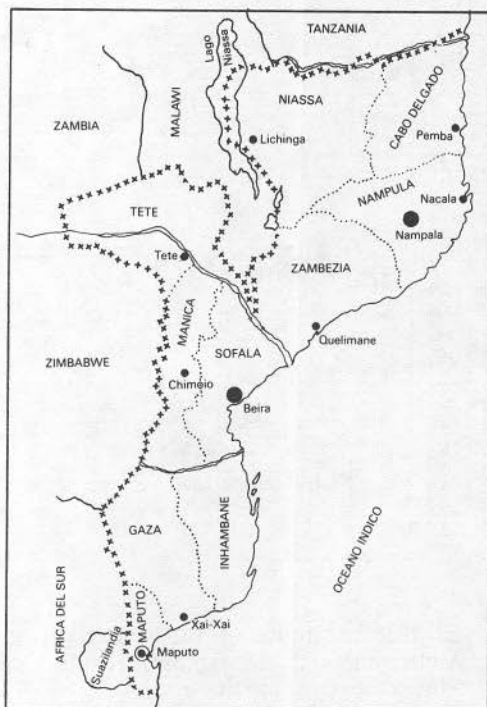 TANZANIA
Lago
Niassa
NIASSA
CABO DELGADO
ZAMBIA
MALAWI
Lichinga
Pemba
NAMPULA
Nacala
TETE
Nampala
Tete
ZAMBEZIA
MANICA
SOFALA
Quelimane
ZIMBABWE
Chimoio
Beira
GAZA
INHAMBANE
OCEANO INDICO
AFRICA DEL SUR
MAPUTO
Xai-Xai
Suazilandia
Maputo